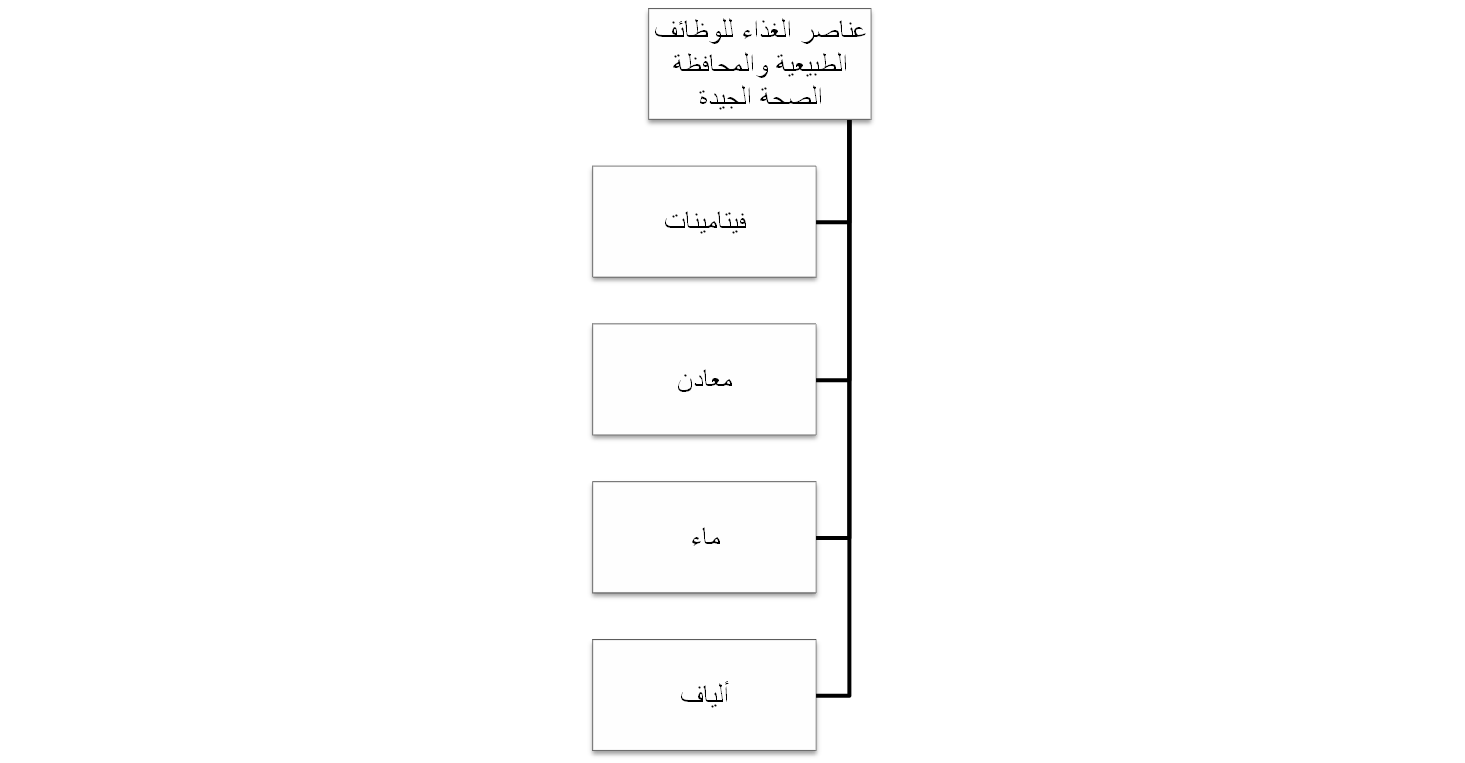 عناصر الغذاء للوظائف
الطبيعية والمحافظة
الصحة الجيدة
فيتامينات
معادن
ماء
ألياف